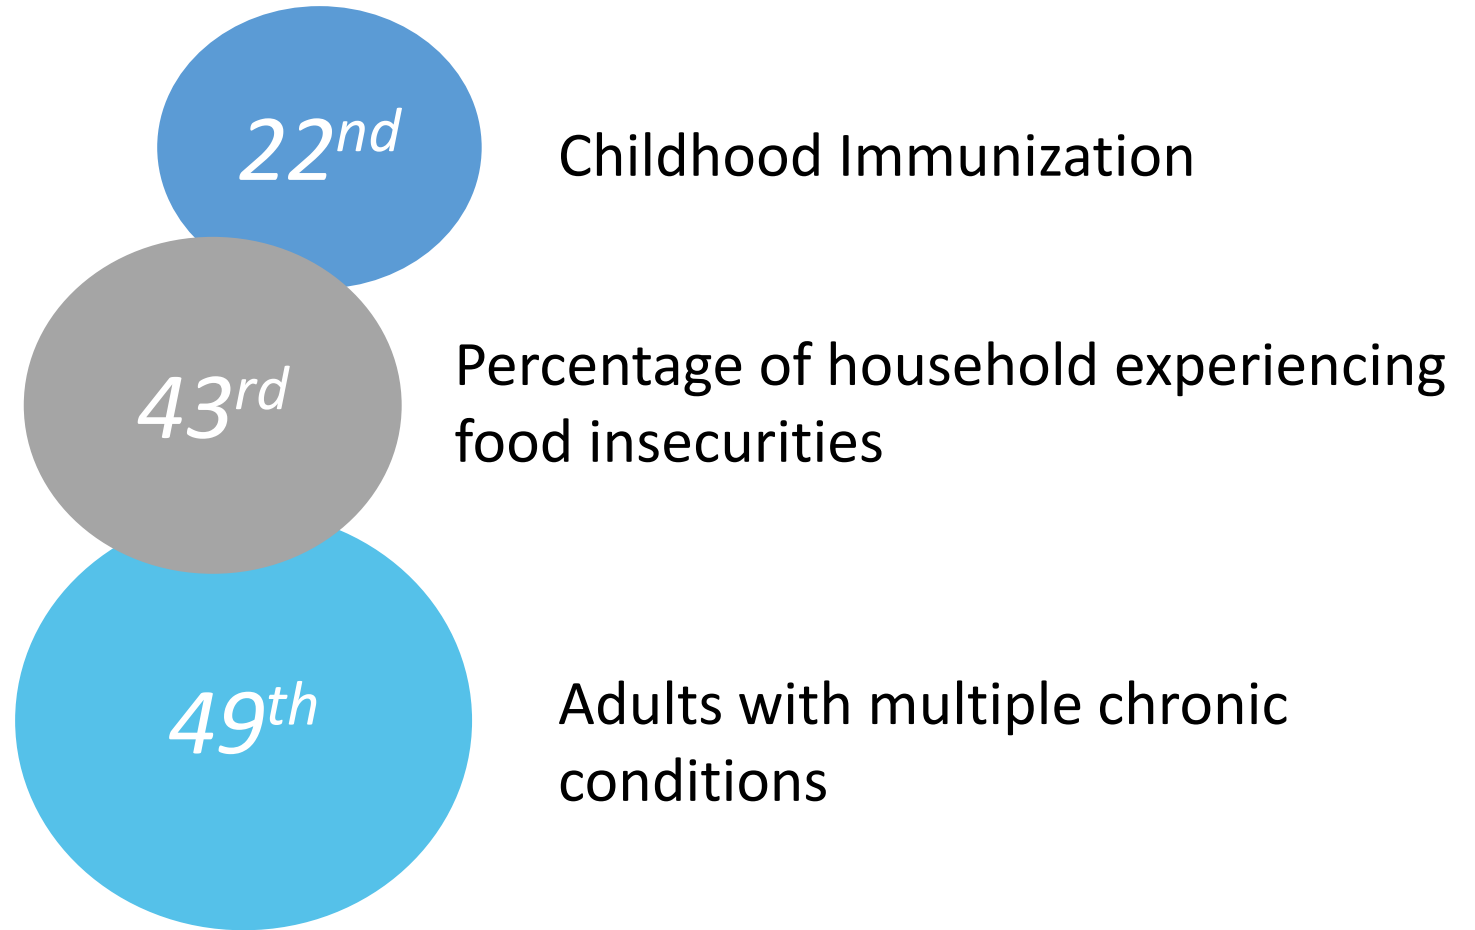 22nd
Childhood Immunization
43rd
Percentage of household experiencing
food insecurities
49th
Adults with multiple chronic
conditions